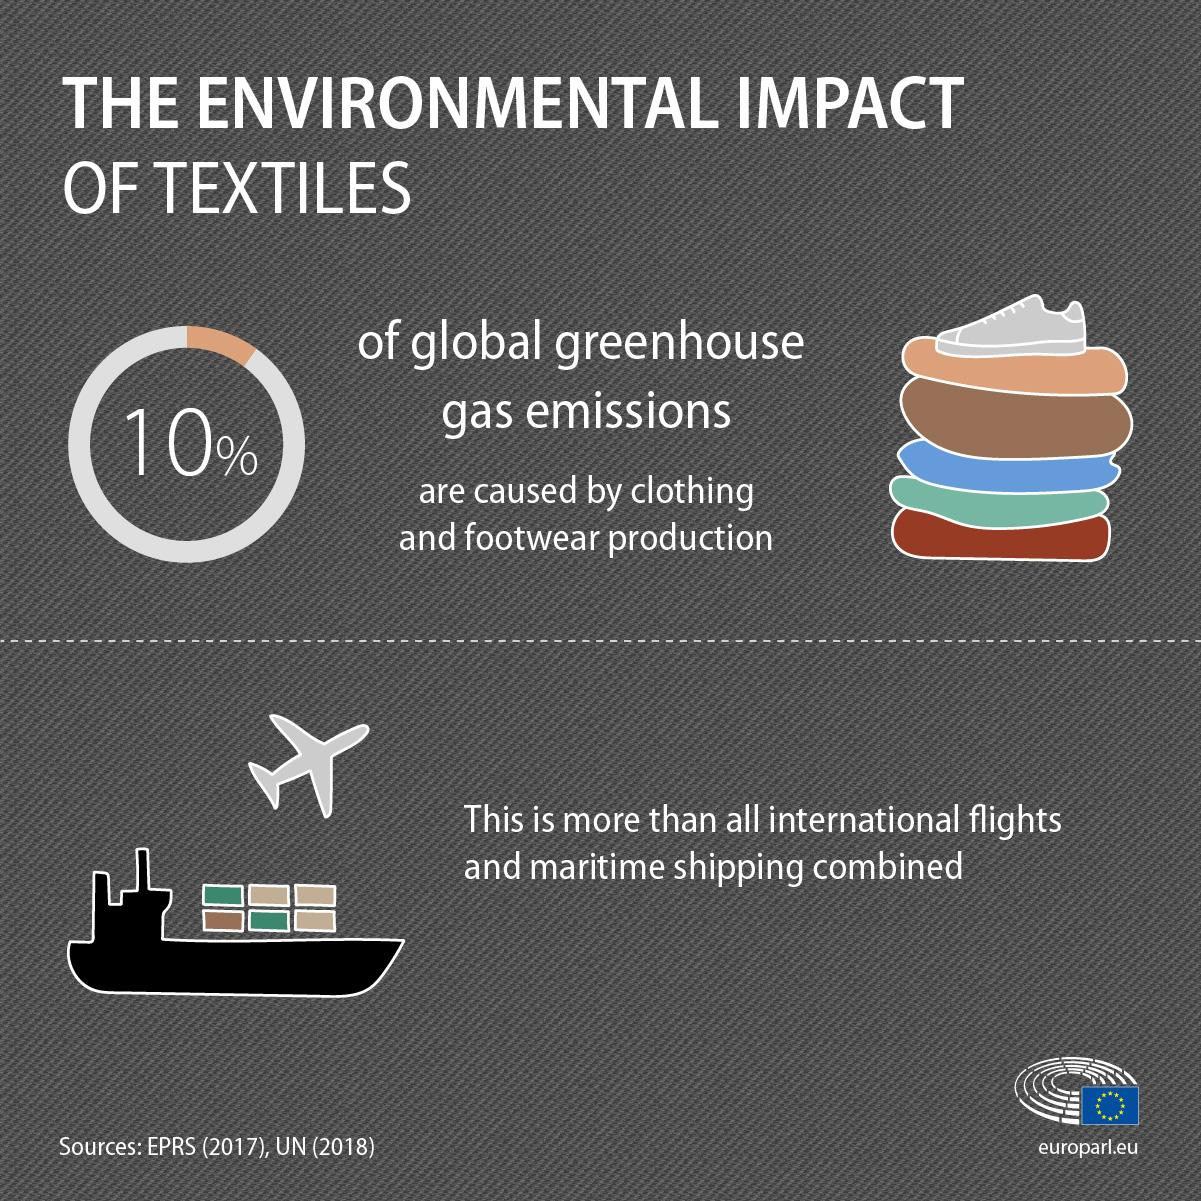 THE ENVIRONMENTAL IMPACT
OF TEXTILES
10%
of global greenhouse
gas emissions
are caused by clothing
and footwear production
This is more than all international flights
and maritime shipping combined
Sources: EPRS (2017), UN (2018)
europarl.eu